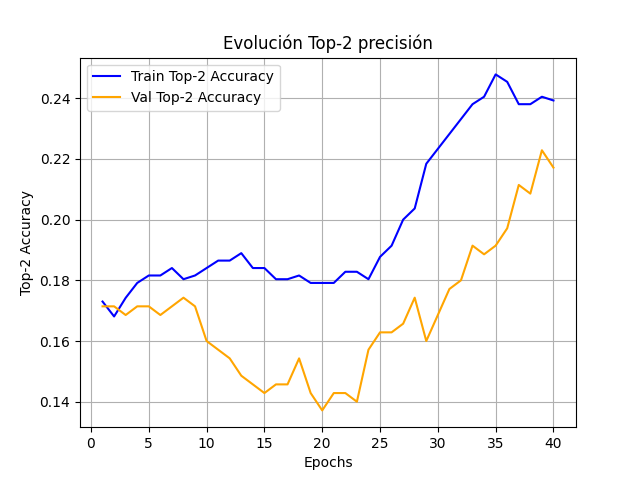 Evolución Top-2 precisión
Train Top-2 Accuracy
Val Top-2 Accuracy
Top-2 Accuracy
0.24
0.22
0.20
0.18
0.16
0.14
0 5 10 15 20 25 30 35 40
Epochs